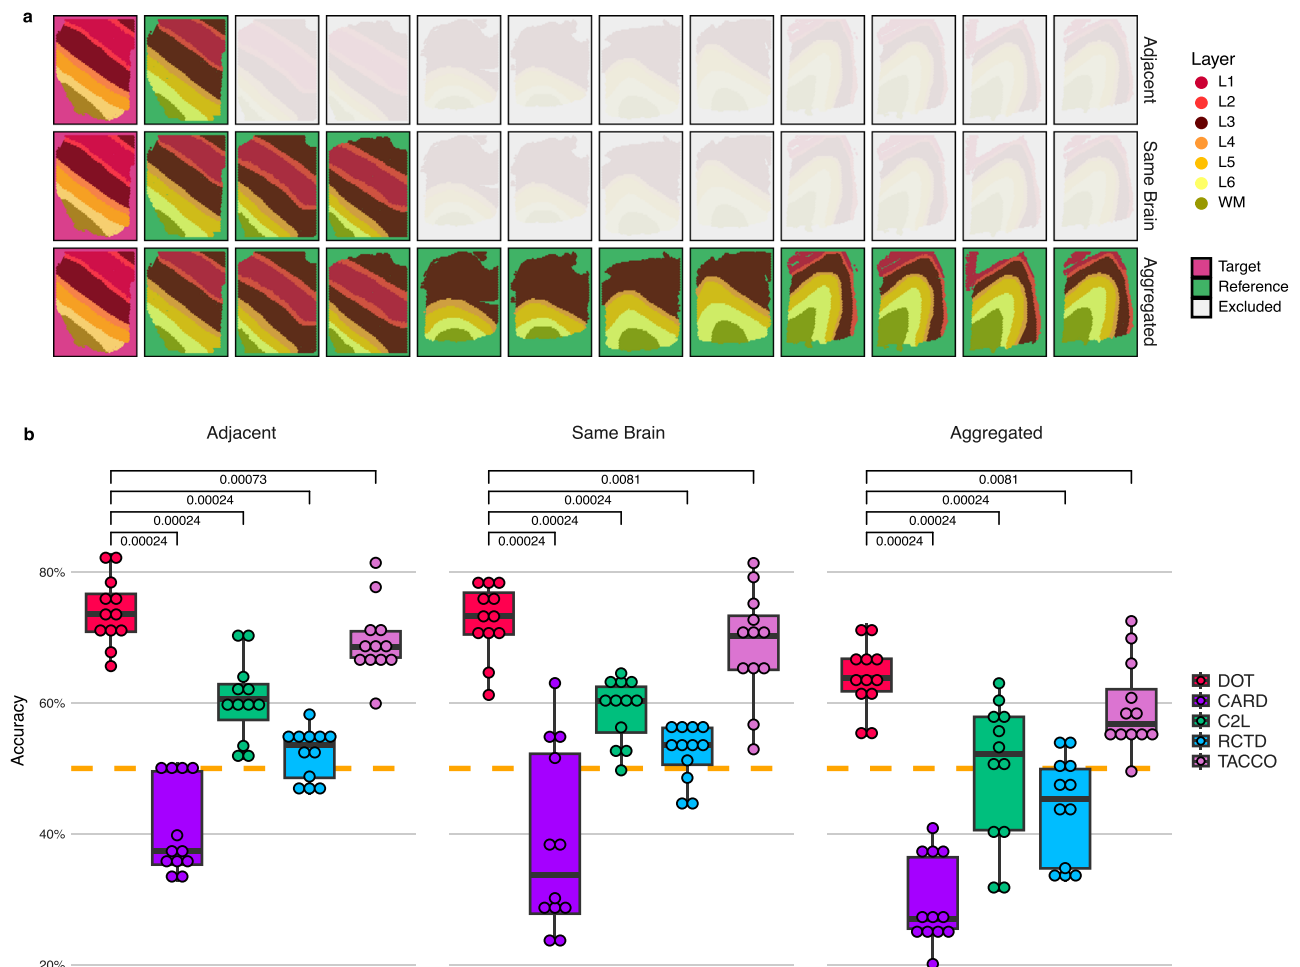 a
Adjacent
Same Brain
Aggregated
Layer
L1
L2
L3
L4
L5
L6
WM
Target
Reference
Excluded
b
Adjacent
Same Brain
Aggregated
0.00073
0.00024
0.00024
0.00024
0.0081
0.00024
0.00024
0.00024
0.0081
0.00024
0.00024
0.00024
Accuracy
80%
60%
40%
20%
DOT
CARD
C2L
RCTD
TACCO